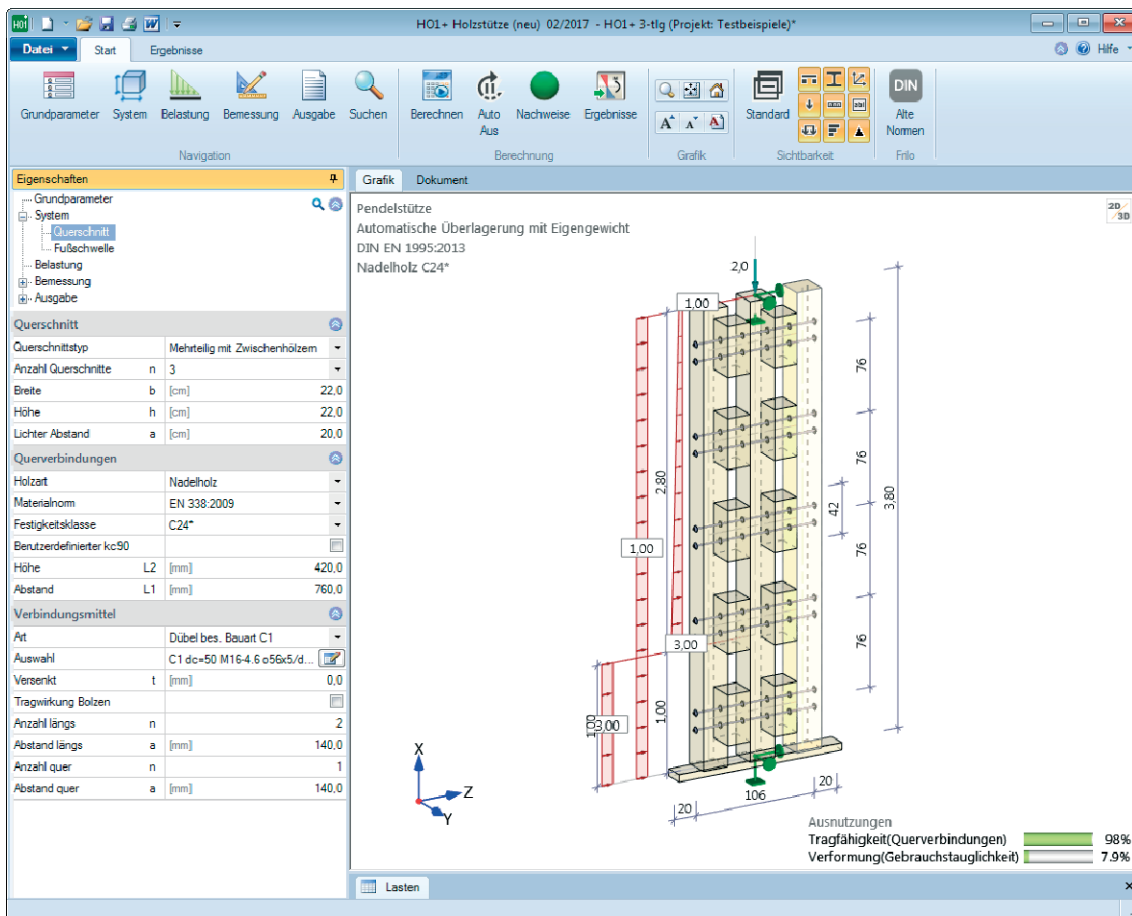 H01
HO1+ Holzstütze (neu) 02/2017 - HO1+ 3-tlg (Projekt: Testbeispiele)*
Datei Start Ergebnisse Hilfe
Grundparameter System Belastung Bemessung Ausgabe Suchen
Berechnen Auto Aus Nachweise Ergebnisse
Standard
DIN
Alte Normen
Navigation Berechnung Grafik Sichtbarkeit Frilo
Eigenschaften
Grundparameter
System
Querschnitt
Fußschwelle
Belastung
Bemessung
Ausgabe
Querschnitt
Querschnittstyp Mehrteilig mit Zwischenhölzern
Anzahl Querschnitte n 3
Breite b [cm] 22,0
Höhe h [cm] 22,0
Lichter Abstand a [cm] 20,0
Querverbindungen
Holzart Nadelholz
Materialnorm EN 338:2009
Festigkeitsklasse C24*
Benutzerdefinierter kc90
Höhe L2 [mm] 420,0
Abstand L1 [mm] 760,0
Verbindungsmittel
Art Dübel bes. Bauart C1
Auswahl C1 dc=50 M16-4.6 o56x5/d...
Versenkt t [mm] 0,0
Tragwirkung Bolzen
Anzahl längs n 2
Abstand längs a [mm] 140,0
Anzahl quer n 1
Abstand quer a [mm] 140,0
Grafik Dokument
Pendelstütze
Automatische Überlagerung mit Eigengewicht
DIN EN 1995:2013
Nadelholz C24*
2D/3D
2,0
1,00
76
76
2,80
42
3,80
1,00
76
3,00
76
1,00
3,00
1,00
X
Z
Y
20
106
20
Ausnutzungen
Tragfähigkeit(Querverbindungen) 98%
Verformung(Gebrauchstauglichkeit) 7.9%
Lasten